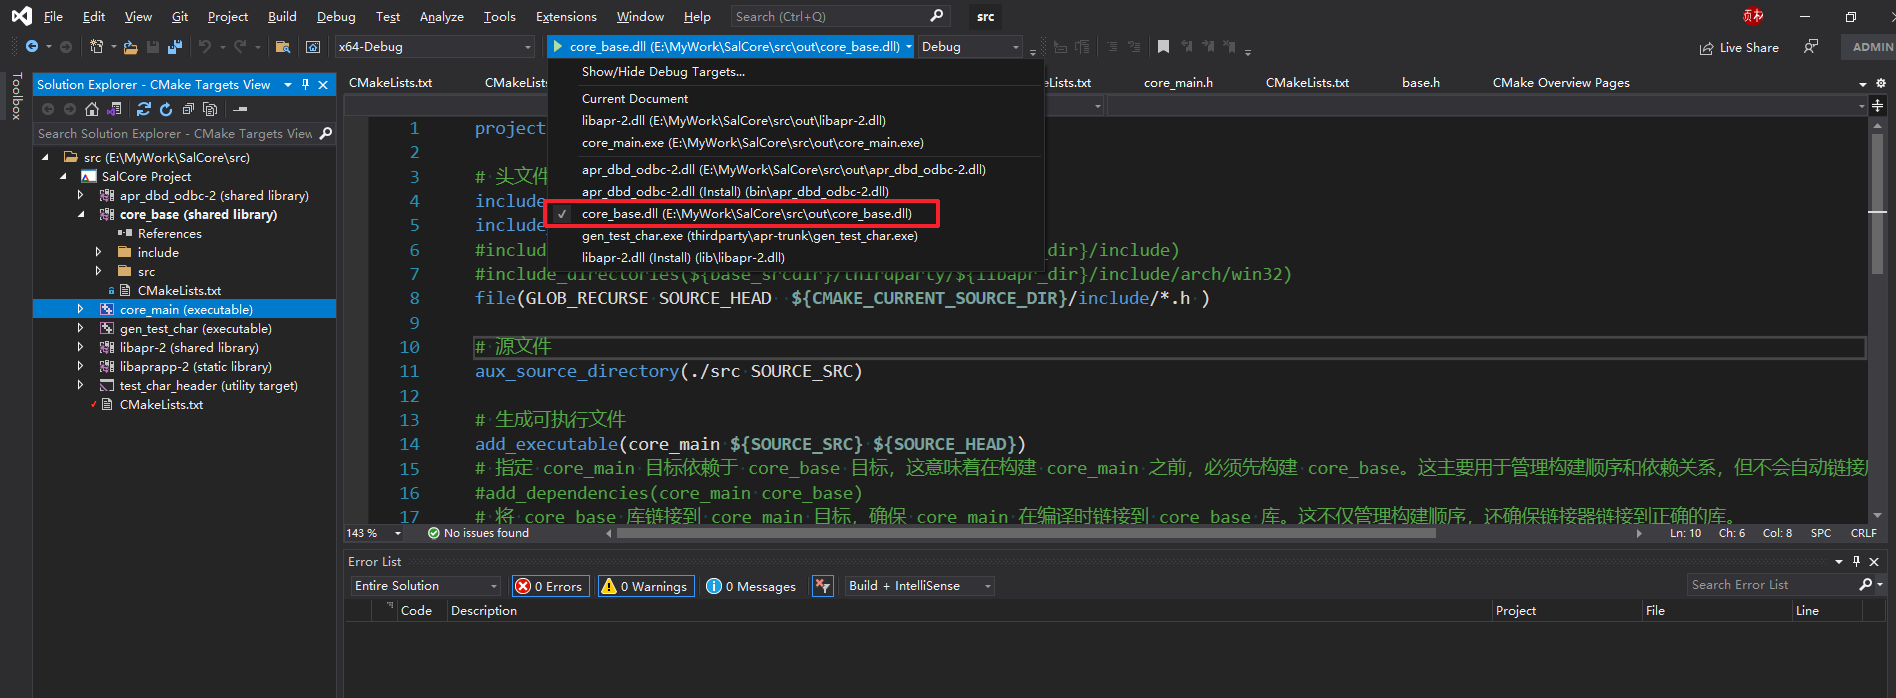 File Edit View Git Project Build Debug Test Analyze Tools Extensions Window Help Search (Ctrl+Q) src
x64-Debug core_base.dll (E:\MyWork\SalCore\src\out\core_base.dll) Debug Live Share ADMIN
Toolbox
Solution Explorer - CMake Targets View
Search Solution Explorer - CMake Targets View
src (E:\MyWork\SalCore\src)
SalCore Project
apr_dbd_odbc-2 (shared library)
core_base (shared library)
References
include
src
CMakeLists.txt
core_main (executable)
gen_test_char (executable)
libapr-2 (shared library)
libaprapp-2 (static library)
test_char_header (utility target)
CMakeLists.txt
Show/Hide Debug Targets...
Current Document
libapr-2.dll (E:\MyWork\SalCore\src\out\libapr-2.dll)
core_main.exe (E:\MyWork\SalCore\src\out\core_main.exe)
apr_dbd_odbc-2.dll (E:\MyWork\SalCore\src\out\apr_dbd_odbc-2.dll)
apr_dbd_odbc-2.dll (Install) (bin\apr_dbd_odbc-2.dll)
core_base.dll (E:\MyWork\SalCore\src\out\core_base.dll)
gen_test_char.exe (thirdparty\apr-trunk\gen_test_char.exe)
libapr-2.dll (Install) (lib\libapr-2.dll)
CMakeLists.txt CMakeLists eLists.txt core_main.h CMakeLists.txt base.h CMake Overview Pages
1 project
2
3 # 头文件
4 include
5 include
6 #includ _dir}/include)
7 #include_directories(${base_srcdir}/thirdparty/${libapr_dir}/include/arch/win32)
8 file(GLOB_RECURSE SOURCE_HEAD ${CMAKE_CURRENT_SOURCE_DIR}/include/*.h )
9
10 # 源文件
11 aux_source_directory(./src SOURCE_SRC)
12
13 # 生成可执行文件
14 add_executable(core_main ${SOURCE_SRC} ${SOURCE_HEAD})
15 # 指定 core_main 目标依赖于 core_base 目标，这意味着在构建 core_main 之前，必须先构建 core_base。这主要用于管理构建顺序和依赖关系，但不会自动链接
16 #add_dependencies(core_main core_base)
17 # 将 core_base 库链接到 core_main 目标，确保 core_main 在编译时链接到 core_base 库。这不仅管理构建顺序，还确保链接器链接到正确的库。
143 % No issues found Ln: 10 Ch: 6 Col: 8 SPC CRLF
Error List
Entire Solution 0 Errors 0 Warnings 0 Messages Build + IntelliSense Search Error List
Code Description Project File Line